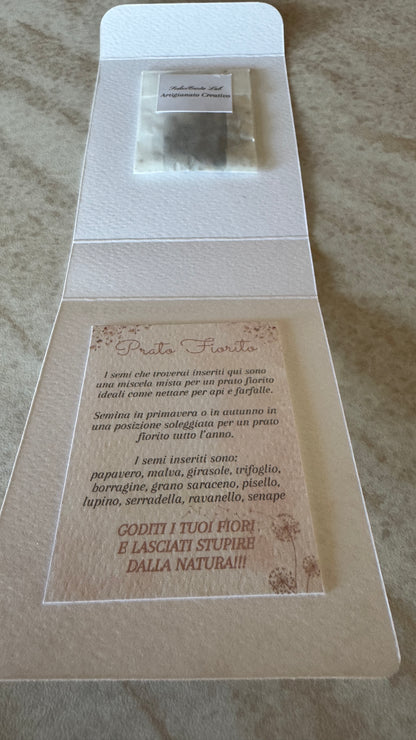 Artigianato Creativo
Prato Fiorito
I semi che troverai inseriti qui sono
una miscela mista per un prato fiorito
ideali come nettare per api e farfalle.
Semina in primavera o in autunno in
una posizione soleggiata per un prato
fiorito tutto l'anno.
I semi inseriti sono:
papavero, malva, girasole, trifoglio,
borragine, grano saraceno, pisello,
lupino, serradella, ravanello, senape
GODITI I TUOI FIORI
E LASCIATI STUPIRE
DALLA NATURA!!!